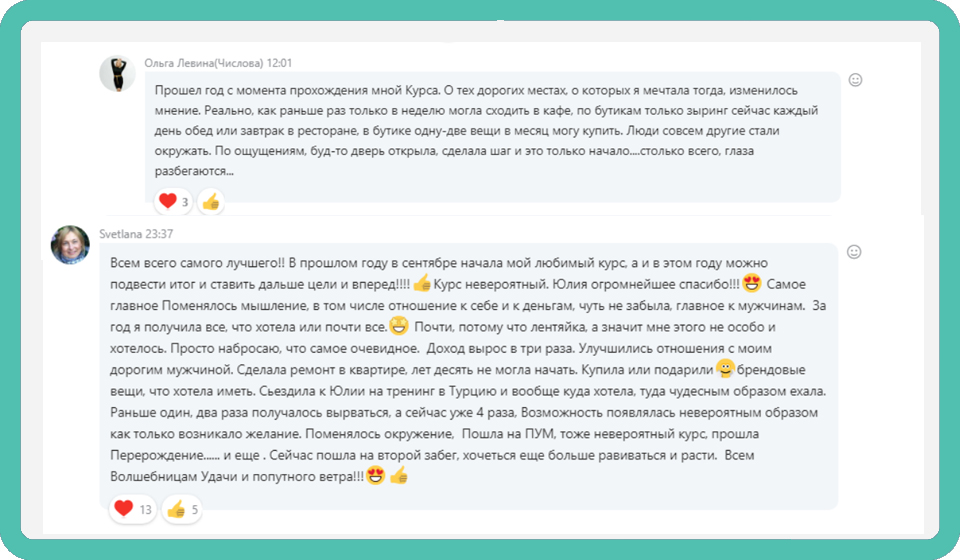 Ольга Левина(Числова) 12:01
Прошел год с момента прохождения мной Курса. О тех дорогих местах, о которых я мечтала тогда, изменилось
мнение. Реально, как раньше раз только в неделю могла сходить в кафе, по бутикам только зыринг сейчас каждый
день обед или завтрак в ресторане, в бутике одну-две вещи в месяц могу купить. Люди совсем другие стали
окружать. По ощущениям, буд-то дверь открыла, сделала шаг и это только начало....столько всего, глаза
разбегаются...
3
Svetlana 23:37
Всем всего самого лучшего!! В прошлом году в сентябре начала мой любимый курс, а и в этом году можно
подвести итог и ставить дальше цели и вперед!!!! 👍Курс невероятный. Юлия огромнейшее спасибо!!!😍 Самое
главное Поменялось мышление, в том числе отношение к себе и к деньгам, чуть не забыла, главное к мужчинам. За
год я получила все, что хотела или почти все.😄 Почти, потому что лентяйка, а значит мне этого не особо и
хотелось. Просто набросаю, что самое очевидное. Доход вырос в три раза. Улучшились отношения с моим
дорогим мужчиной. Сделала ремонт в квартире, лет десять не могла начать. Купила или подарили🤔брендовые
вещи, что хотела иметь. Сьездила к Юлии на тренинг в Турцию и вообще куда хотела, туда чудесным образом ехала.
Раньше один, два раза получалось вырваться, а сейчас уже 4 раза, Возможность появлялась невероятным образом
как только возникало желание. Поменялось окружение, Пошла на ПУМ, тоже невероятный курс, прошла
Перерождение...... и еще . Сейчас пошла на второй забег, хочеться еще больше равиваться и расти. Всем
Волшебницам Удачи и попутного ветра!!!😍👍
13 5